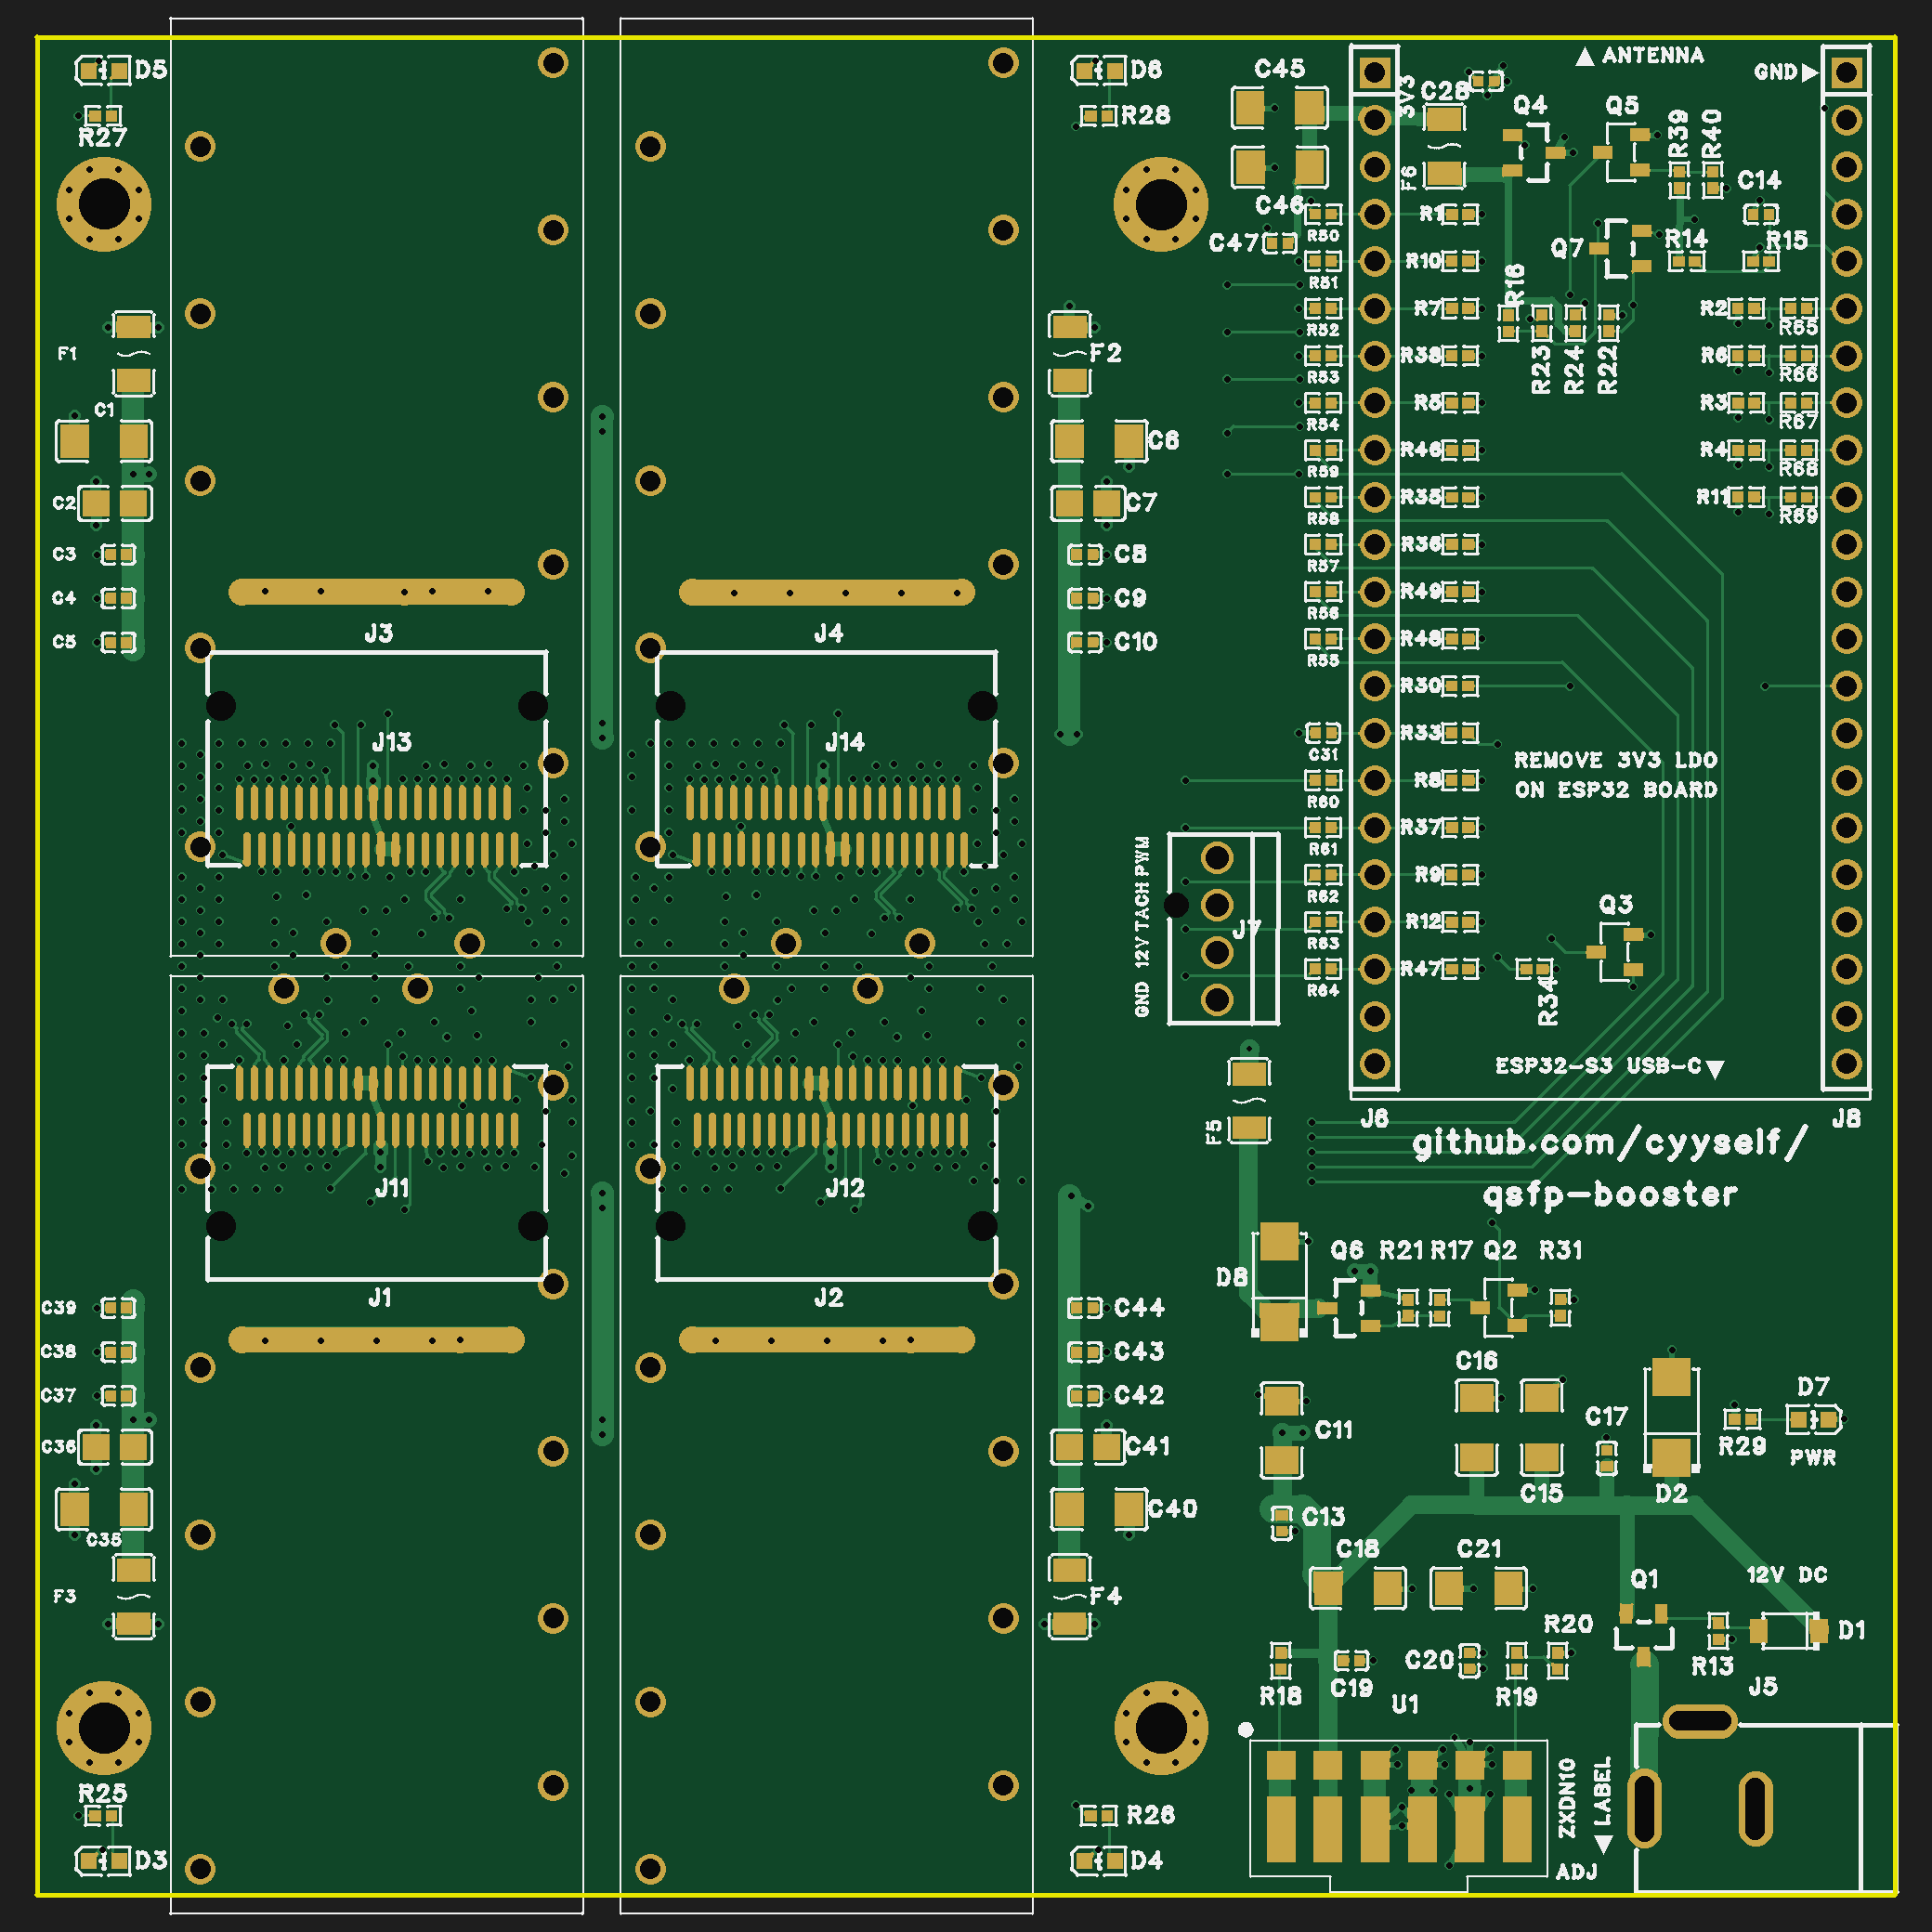 D5
R27
D6
R28
C45
C46
C47
3V3
C28
F6
ANTENNA
GND
Q4
Q5
R39
R40
C14
R14
R15
Q7
R16
R23
R24
R22
R50
R1
R51
R10
R52
R7
R53
R38
R54
R5
R59
R46
R58
R35
R57
R36
R56
R49
R55
R48
R30
C31
R33
R60
R8
R61
R37
R62
R9
R63
R12
R64
R47
R2
R65
R6
R66
R3
R67
R4
R68
R11
R69
F1
C1
C2
C3
C4
C5
F2
C6
C7
C8
C9
C10
J3
J4
J13
J14
REMOVE 3V3 LDO
ON ESP32 BOARD
GND 12V TACH PWM
J7
Q3
R34
ESP32-S3 USB-C
J6
J8
F5
github.com/cyyself/
qsfp-booster
J11
J12
J1
J2
D8
Q6
R21
R17
Q2
R31
C39
C38
C37
C36
C35
F3
C44
C43
C42
C41
C40
F4
C11
C16
C15
C17
D2
D7
R29
PWR
C13
C18
C21
Q1
12V DC
D1
R13
R20
C20
R18
C19
R19
U1
J5
ZXDN10
LABEL
ADJ
R25
D3
R26
D4